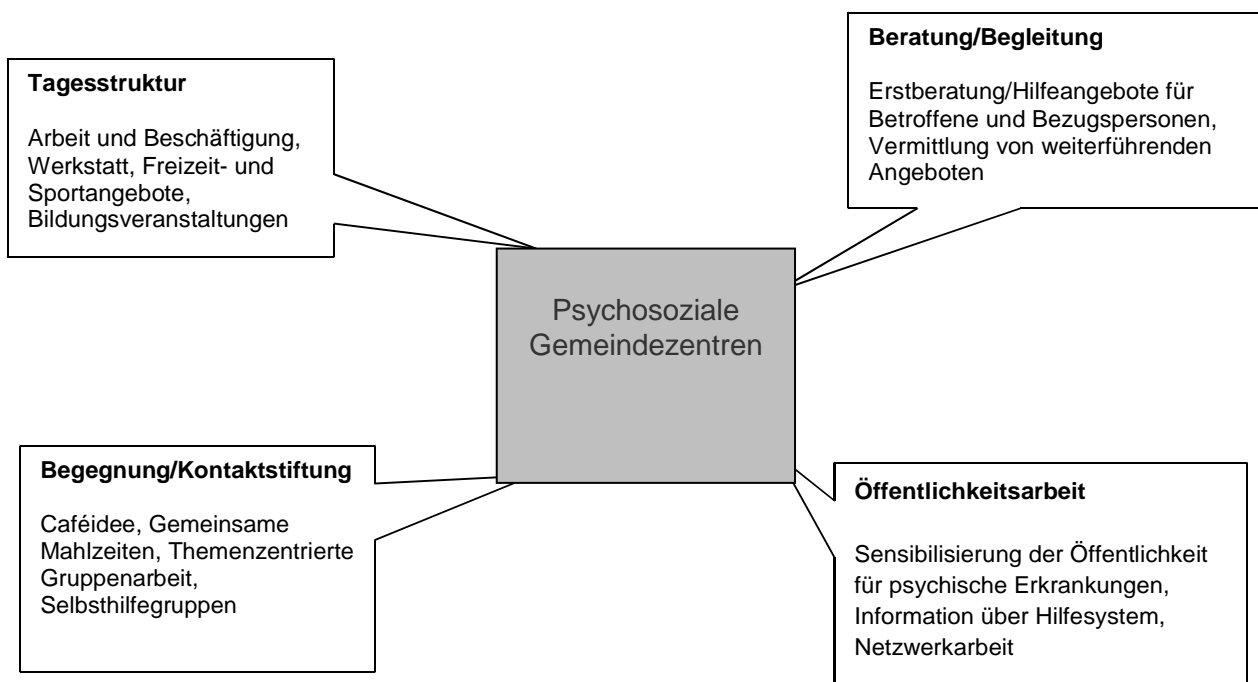 Tagesstruktur
Arbeit und Beschäftigung,
Werkstatt, Freizeit- und
Sportangebote,
Bildungsveranstaltungen
Beratung/Begleitung
Erstberatung/Hilfeangebote für
Betroffene und Bezugspersonen,
Vermittlung von weiterführenden
Angeboten
Psychosoziale
Gemeindezentren
Begegnung/Kontaktstiftung
Caféidee, Gemeinsame
Mahlzeiten, Themenzentrierte
Gruppenarbeit,
Selbsthilfegruppen
Öffentlichkeitsarbeit
Sensibilisierung der Öffentlichkeit
für psychische Erkrankungen,
Information über Hilfesystem,
Netzwerkarbeit